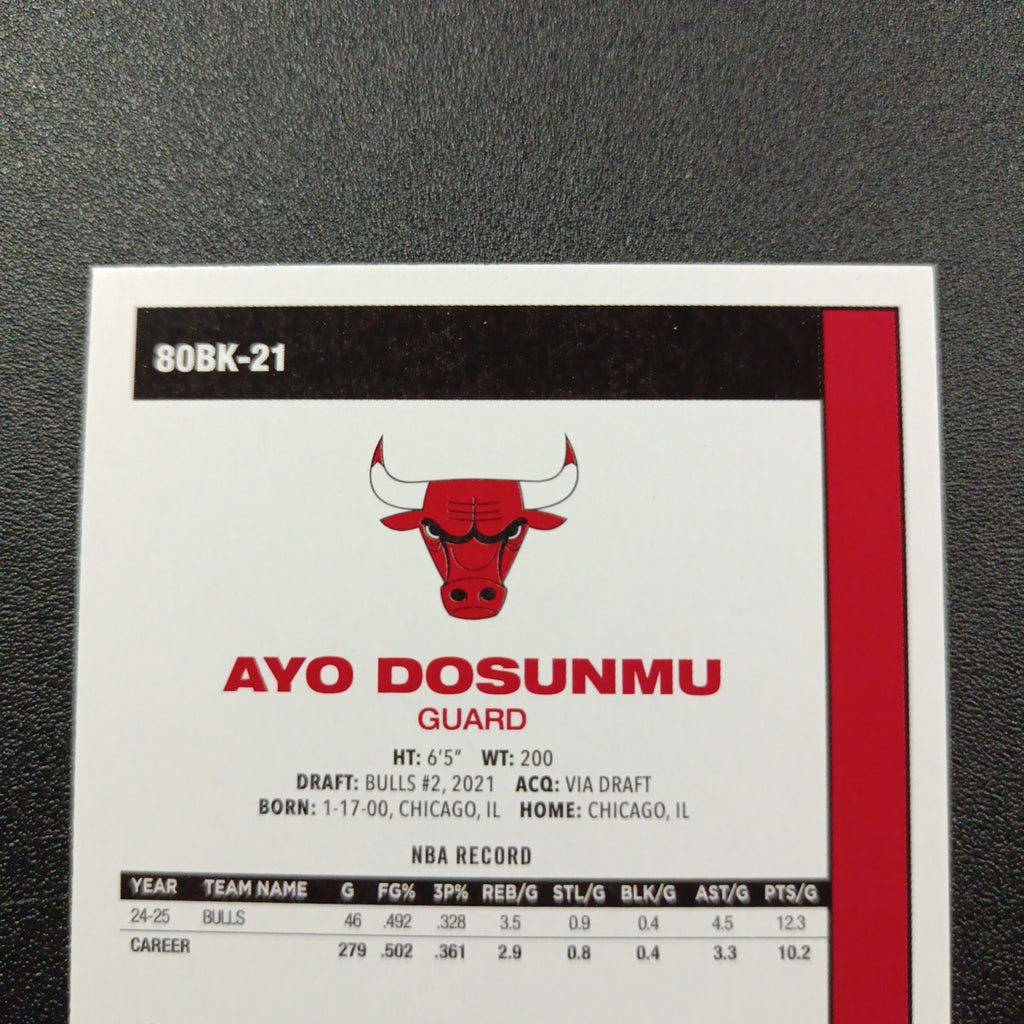 80BK-21
AYO DOSUNMU
GUARD
HT: 6'5" WT: 200
DRAFT: BULLS #2, 2021 ACQ: VIA DRAFT
BORN: 1-17-00, CHICAGO, IL HOME: CHICAGO, IL
NBA RECORD
YEAR TEAM NAME G FG% 3P% REB/G STL/G BLK/G AST/G PTS/G
24-25 BULLS 46 .492 .328 3.5 0.9 0.4 4.5 12.3
CAREER 279 .502 .361 2.9 0.8 0.4 3.3 10.2